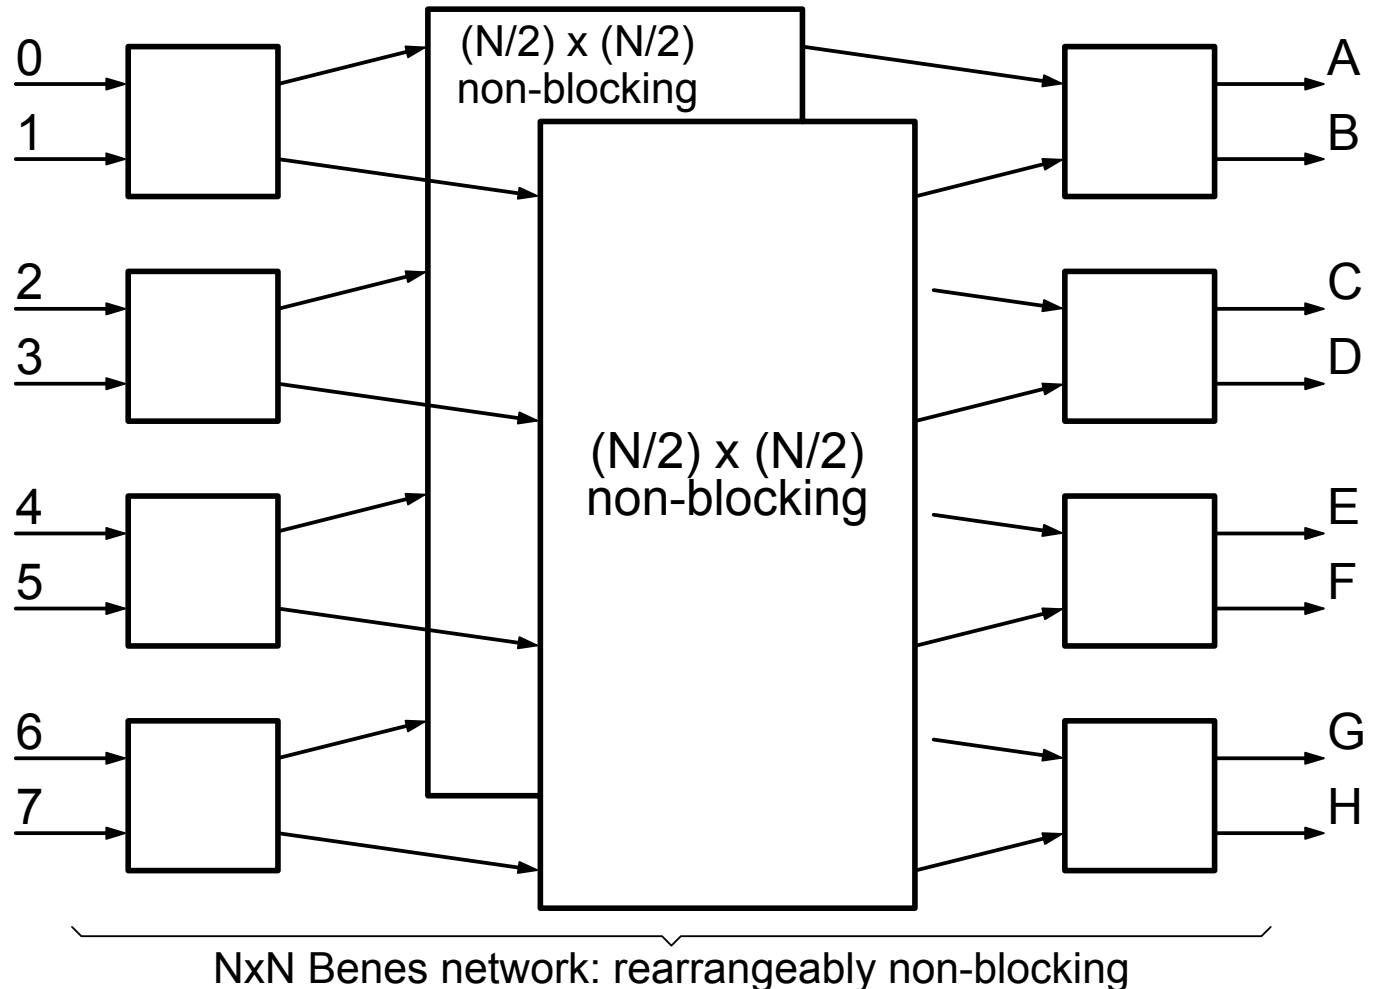 0
1
2
3
4
5
6
7
(N/2) x (N/2)
non-blocking
(N/2) x (N/2)
non-blocking
A
B
C
D
E
F
G
H
NxN Benes network: rearrangeably non-blocking